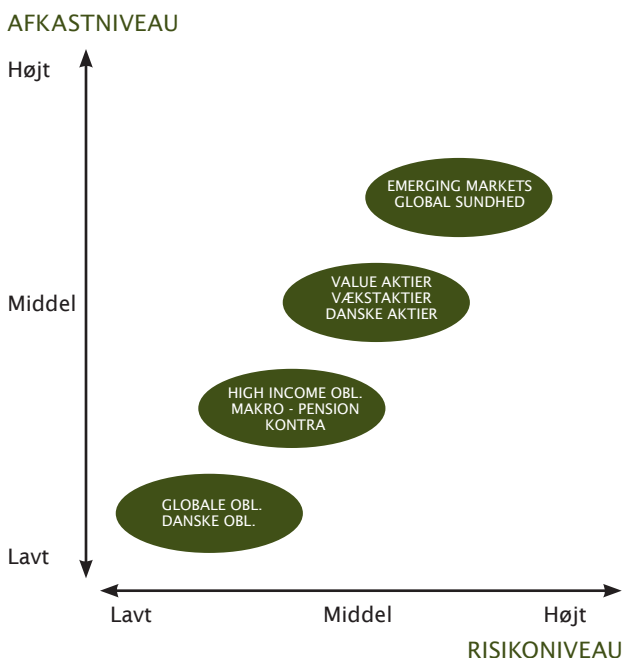 AFKASTNIVEAU
Højt
EMERGING MARKETS
GLOBAL SUNDHED
VALUE AKTIER
VÆKSTAKTIER
DANSKE AKTIER
Middel
HIGH INCOME OBL.
MAKRO - PENSION
KONTRA
GLOBALE OBL.
DANSKE OBL.
Lavt
Lavt Middel Højt
RISIKONIVEAU